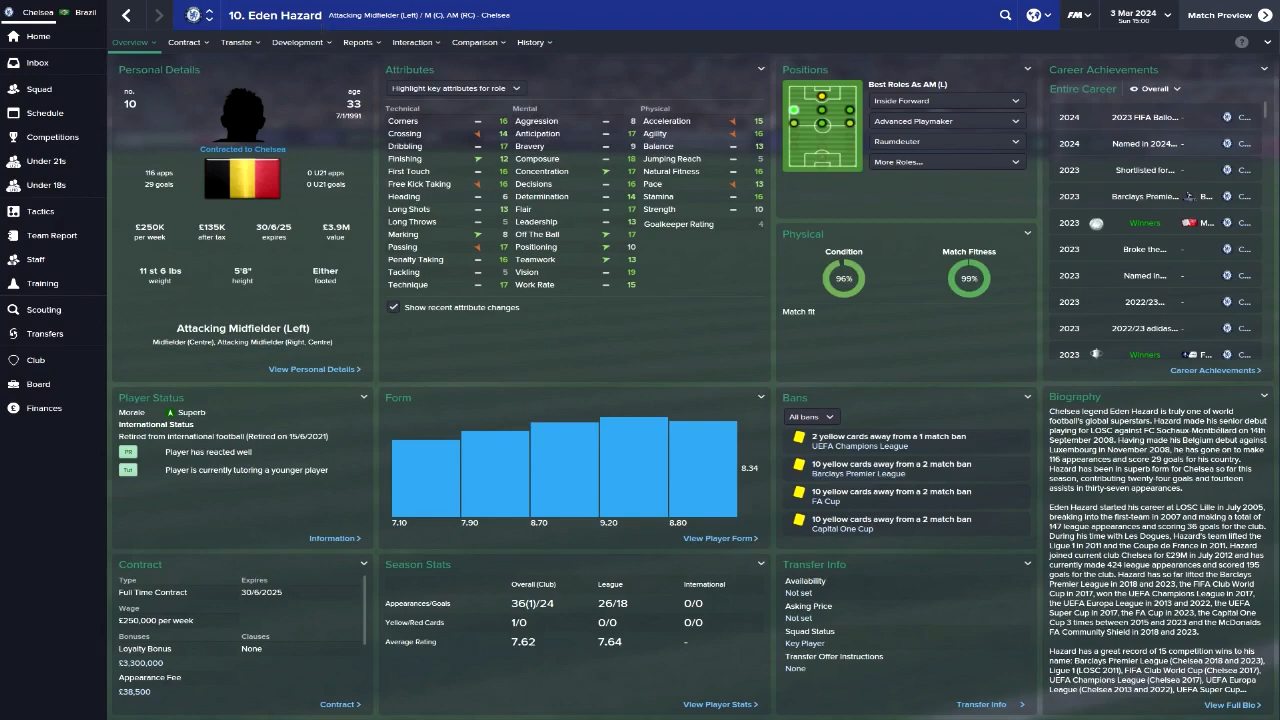 Chelsea Brazil
10. Eden Hazard Attacking Midfielder (Left) / M (C), AM (RC) - Chelsea
FM
3 Mar 2024
Sun 15:00
Match Preview
Home
Inbox
Squad
Schedule
Competitions
Under 21s
Under 18s
Tactics
Team Report
Staff
Training
Scouting
Transfers
Club
Board
Finances
Overview Contract Transfer Development Reports Interaction Comparison History
Personal Details
no.
10
age
33
7/1/1991
Contracted to Chelsea
116 apps
29 goals
0 U21 apps
0 U21 goals
£250K
per week
£135K
after tax
30/6/25
expires
£3.9M
value
11 st 6 lbs
weight
5'8"
height
Either
footed
Attacking Midfielder (Left)
Midfielder (Centre), Attacking Midfielder (Right, Centre)
View Personal Details >
Attributes
Highlight key attributes for role
Technical Mental Physical
Corners - 16 Aggression - 8 Acceleration 15
Crossing 14 Anticipation - 17 Agility 16
Dribbling - 17 Bravery - 9 Balance - 13
Finishing 12 Composure - 18 Jumping Reach - 5
First Touch - 16 Concentration 17 Natural Fitness - 16
Free Kick Taking 16 Decisions - 16 Pace 13
Heading - 6 Determination - 14 Stamina - 16
Long Shots - 13 Flair - 17 Strength - 10
Long Throws - 5 Leadership - 13 Goalkeeper Rating 4
Marking 8 Off The Ball 17
Passing 17 Positioning 10
Penalty Taking - 16 Teamwork 13
Tackling - 5 Vision - 19
Technique - 17 Work Rate - 15
Show recent attribute changes
Positions
Best Roles As AM (L)
Inside Forward
Advanced Playmaker
Raumdeuter
More Roles...
Physical
Condition
96%
Match Fitness
99%
Match fit
Career Achievements
Entire Career Overall
2024 2023 FIFA Ballo... -
2024 Named in 2024... -
2023 Shortlisted for... -
2023 Barclays Premie... B...
2023 Winners M... C...
2023 Broke the... - C...
2023 Named in... - C...
2023 2022/23... - C...
2023 2022/23 adidas... - C...
2023 Winners F... C...
Career Achievements >
Player Status
Morale Superb
International Status
Retired from international football (Retired on 15/6/2021)
PR Player has reacted well
Tut Player is currently tutoring a younger player
Information >
Form
8.34
7.10 7.90 8.70 9.20 8.80
View Player Form >
Bans
All bans
2 yellow cards away from a 1 match ban
UEFA Champions League
10 yellow cards away from a 2 match ban
Barclays Premier League
10 yellow cards away from a 2 match ban
FA Cup
10 yellow cards away from a 2 match ban
Capital One Cup
Biography
Chelsea legend Eden Hazard is truly one of world
football's global superstars. Hazard made his senior debut
playing for LOSC against FC Sochaux-Montbéliard on 14th
September 2008. Having made his Belgium debut against
Luxembourg in November 2008, he has gone on to make
116 appearances and score 29 goals for his country.
Hazard has been in superb form for Chelsea so far this
season, contributing twenty-four goals and fourteen
assists in thirty-seven appearances.
Eden Hazard started his career at LOSC Lille in July 2005,
breaking into the first-team in 2007 and making a total of
147 league appearances and scoring 36 goals for the club.
During his time with Les Dogues, Hazard's team lifted the
Ligue 1 in 2011 and the Coupe de France in 2011. Hazard
joined current club Chelsea for £29M in July 2012 and has
currently made 424 league appearances and scored 195
goals for the club. Hazard has so far lifted the Barclays
Premier League in 2018 and 2023, the FIFA Club World
Cup in 2017, won the UEFA Champions League in 2017,
the UEFA Europa League in 2013 and 2022, the UEFA
Super Cup in 2017, the FA Cup in 2023, the Capital One
Cup 3 times between 2015 and 2023 and the McDonalds
FA Community Shield in 2018 and 2023.
Hazard has a great record of 15 competition wins to his
name: Barclays Premier League (Chelsea 2018 and 2023),
Ligue 1 (LOSC 2011), FIFA Club World Cup (Chelsea 2017),
UEFA Champions League (Chelsea 2017), UEFA Europa
League (Chelsea 2013 and 2022), UEFA Super Cup...
View Full Bio >
Contract
Type
Full Time Contract
Expires
30/6/2025
Wage
£250,000 per week
Bonuses
Loyalty Bonus
£3,300,000
Appearance Fee
£38,500
Clauses
None
Contract >
Season Stats
Overall (Club) League International
Appearances/Goals 36(1)/24 26/18 0/0
Yellow/Red Cards 1/0 0/0 0/0
Average Rating 7.62 7.64 -
View Player Stats >
Transfer Info
Availability
Not set
Asking Price
Not set
Squad Status
Key Player
Transfer Offer Instructions
None
Transfer Info >